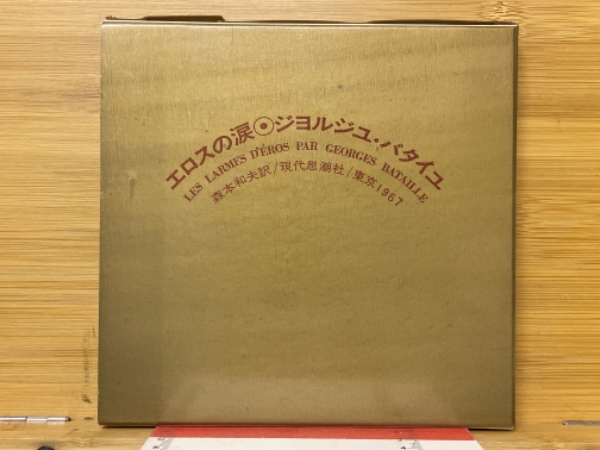 エロスの涙⦿ジョルジュ・バタイユ
LES LARMES D'ÉROS PAR GEORGES BATAILLE
森本和夫訳/現代思潮社/東京1967